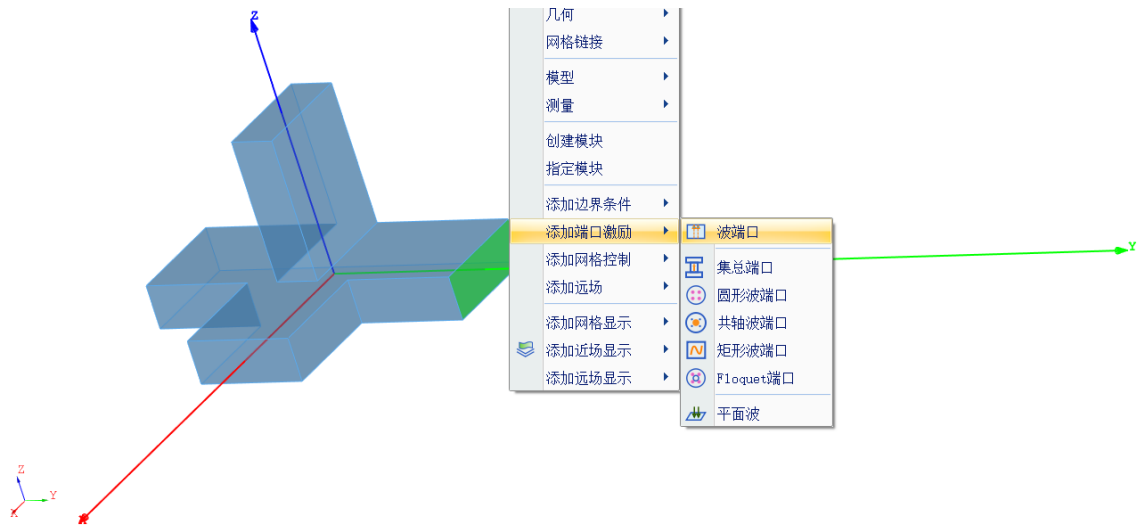 Z
几何
网格链接
模型
测量
创建模块
指定模块
添加边界条件
添加端口激励
波端口
Y
添加网格控制
集总端口
添加远场
圆形波端口
添加网格显示
共轴波端口
添加近场显示
矩形波端口
添加远场显示
Floquet端口
平面波
Z
Y
X
X